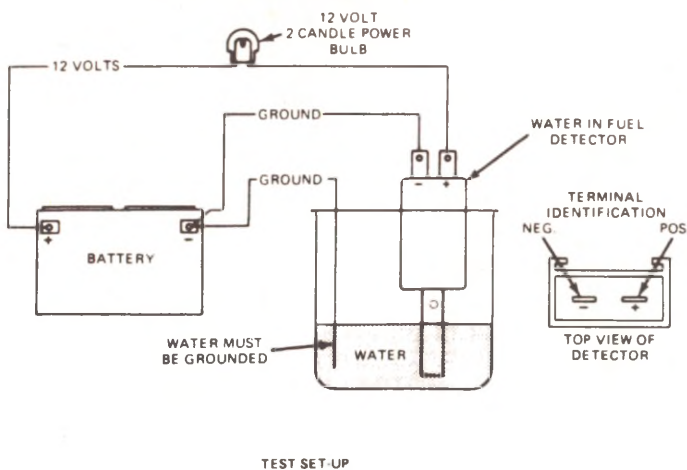 12 VOLT
2 CANDLE POWER
BULB
12 VOLTS
GROUND
GROUND
WATER IN FUEL
DETECTOR
- +
TERMINAL
IDENTIFICATION
NEG. POS
+ -
BATTERY
- +
WATER MUST
BE GROUNDED
WATER
TOP VIEW OF
DETECTOR
TEST SET-UP